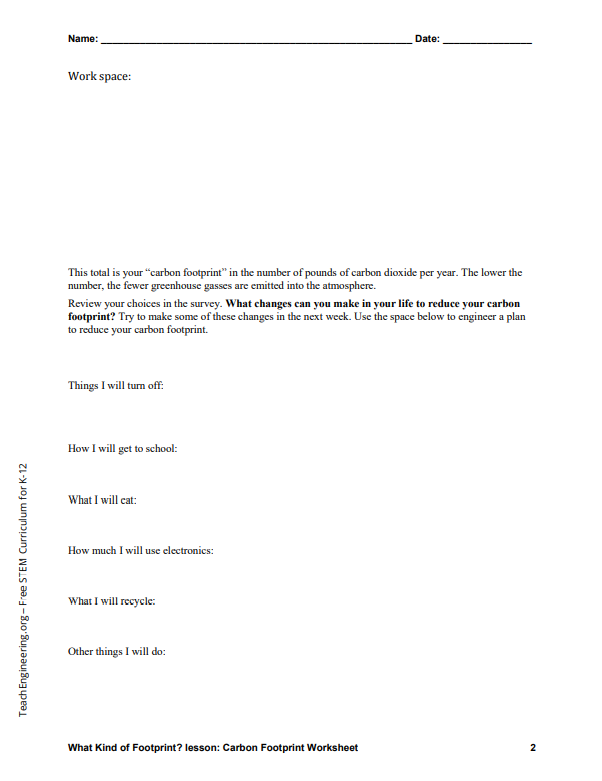 Name: ________________________________________________________ Date: ________________
Work space:
This total is your “carbon footprint” in the number of pounds of carbon dioxide per year. The lower the
number, the fewer greenhouse gasses are emitted into the atmosphere.
Review your choices in the survey. What changes can you make in your life to reduce your carbon
footprint? Try to make some of these changes in the next week. Use the space below to engineer a plan
to reduce your carbon footprint.
Things I will turn off:
How I will get to school:
What I will eat:
How much I will use electronics:
What I will recycle:
Other things I will do:
TeachEngineering.org – Free STEM Curriculum for K-12
What Kind of Footprint? lesson: Carbon Footprint Worksheet 2